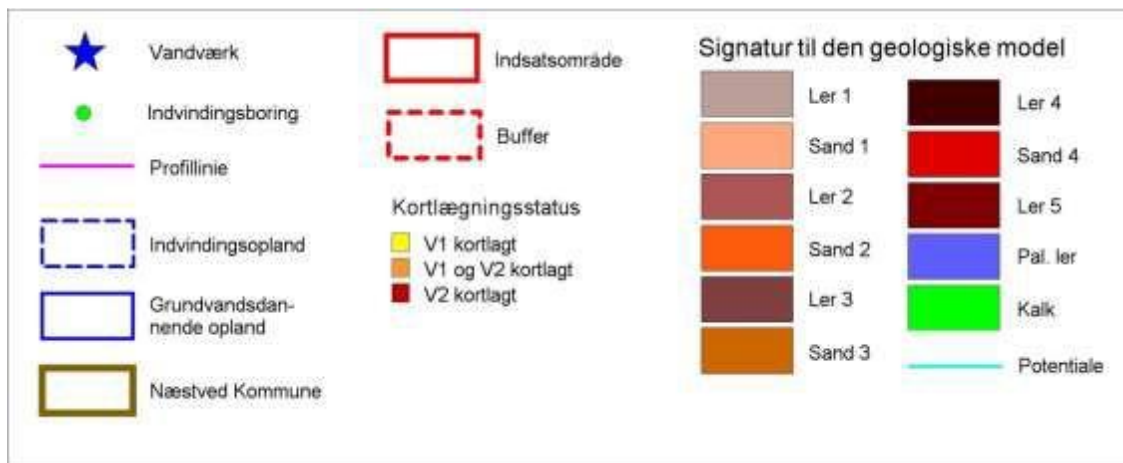 Vandværk
Indvindingsboring
Profillinie
Indvindingsopland
Grundvandsdan-
nende opland
Næstved Kommune
Indsatsområde
Buffer
Kortlægningsstatus
V1 kortlagt
V1 og V2 kortlagt
V2 kortlagt
Signatur til den geologiske model
Ler 1
Sand 1
Ler 2
Sand 2
Ler 3
Sand 3
Ler 4
Sand 4
Ler 5
Pal. ler
Kalk
Potentiale